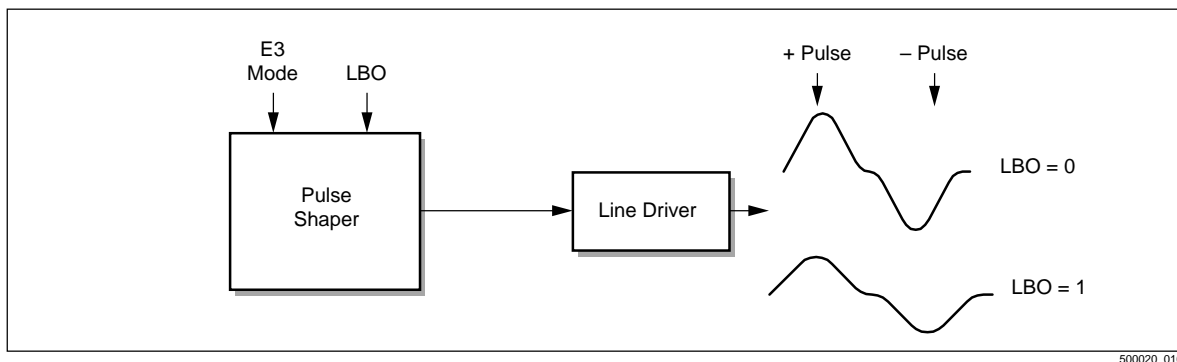 E3
Mode
LBO
Pulse
Shaper
Line Driver
+ Pulse
– Pulse
LBO = 0
LBO = 1